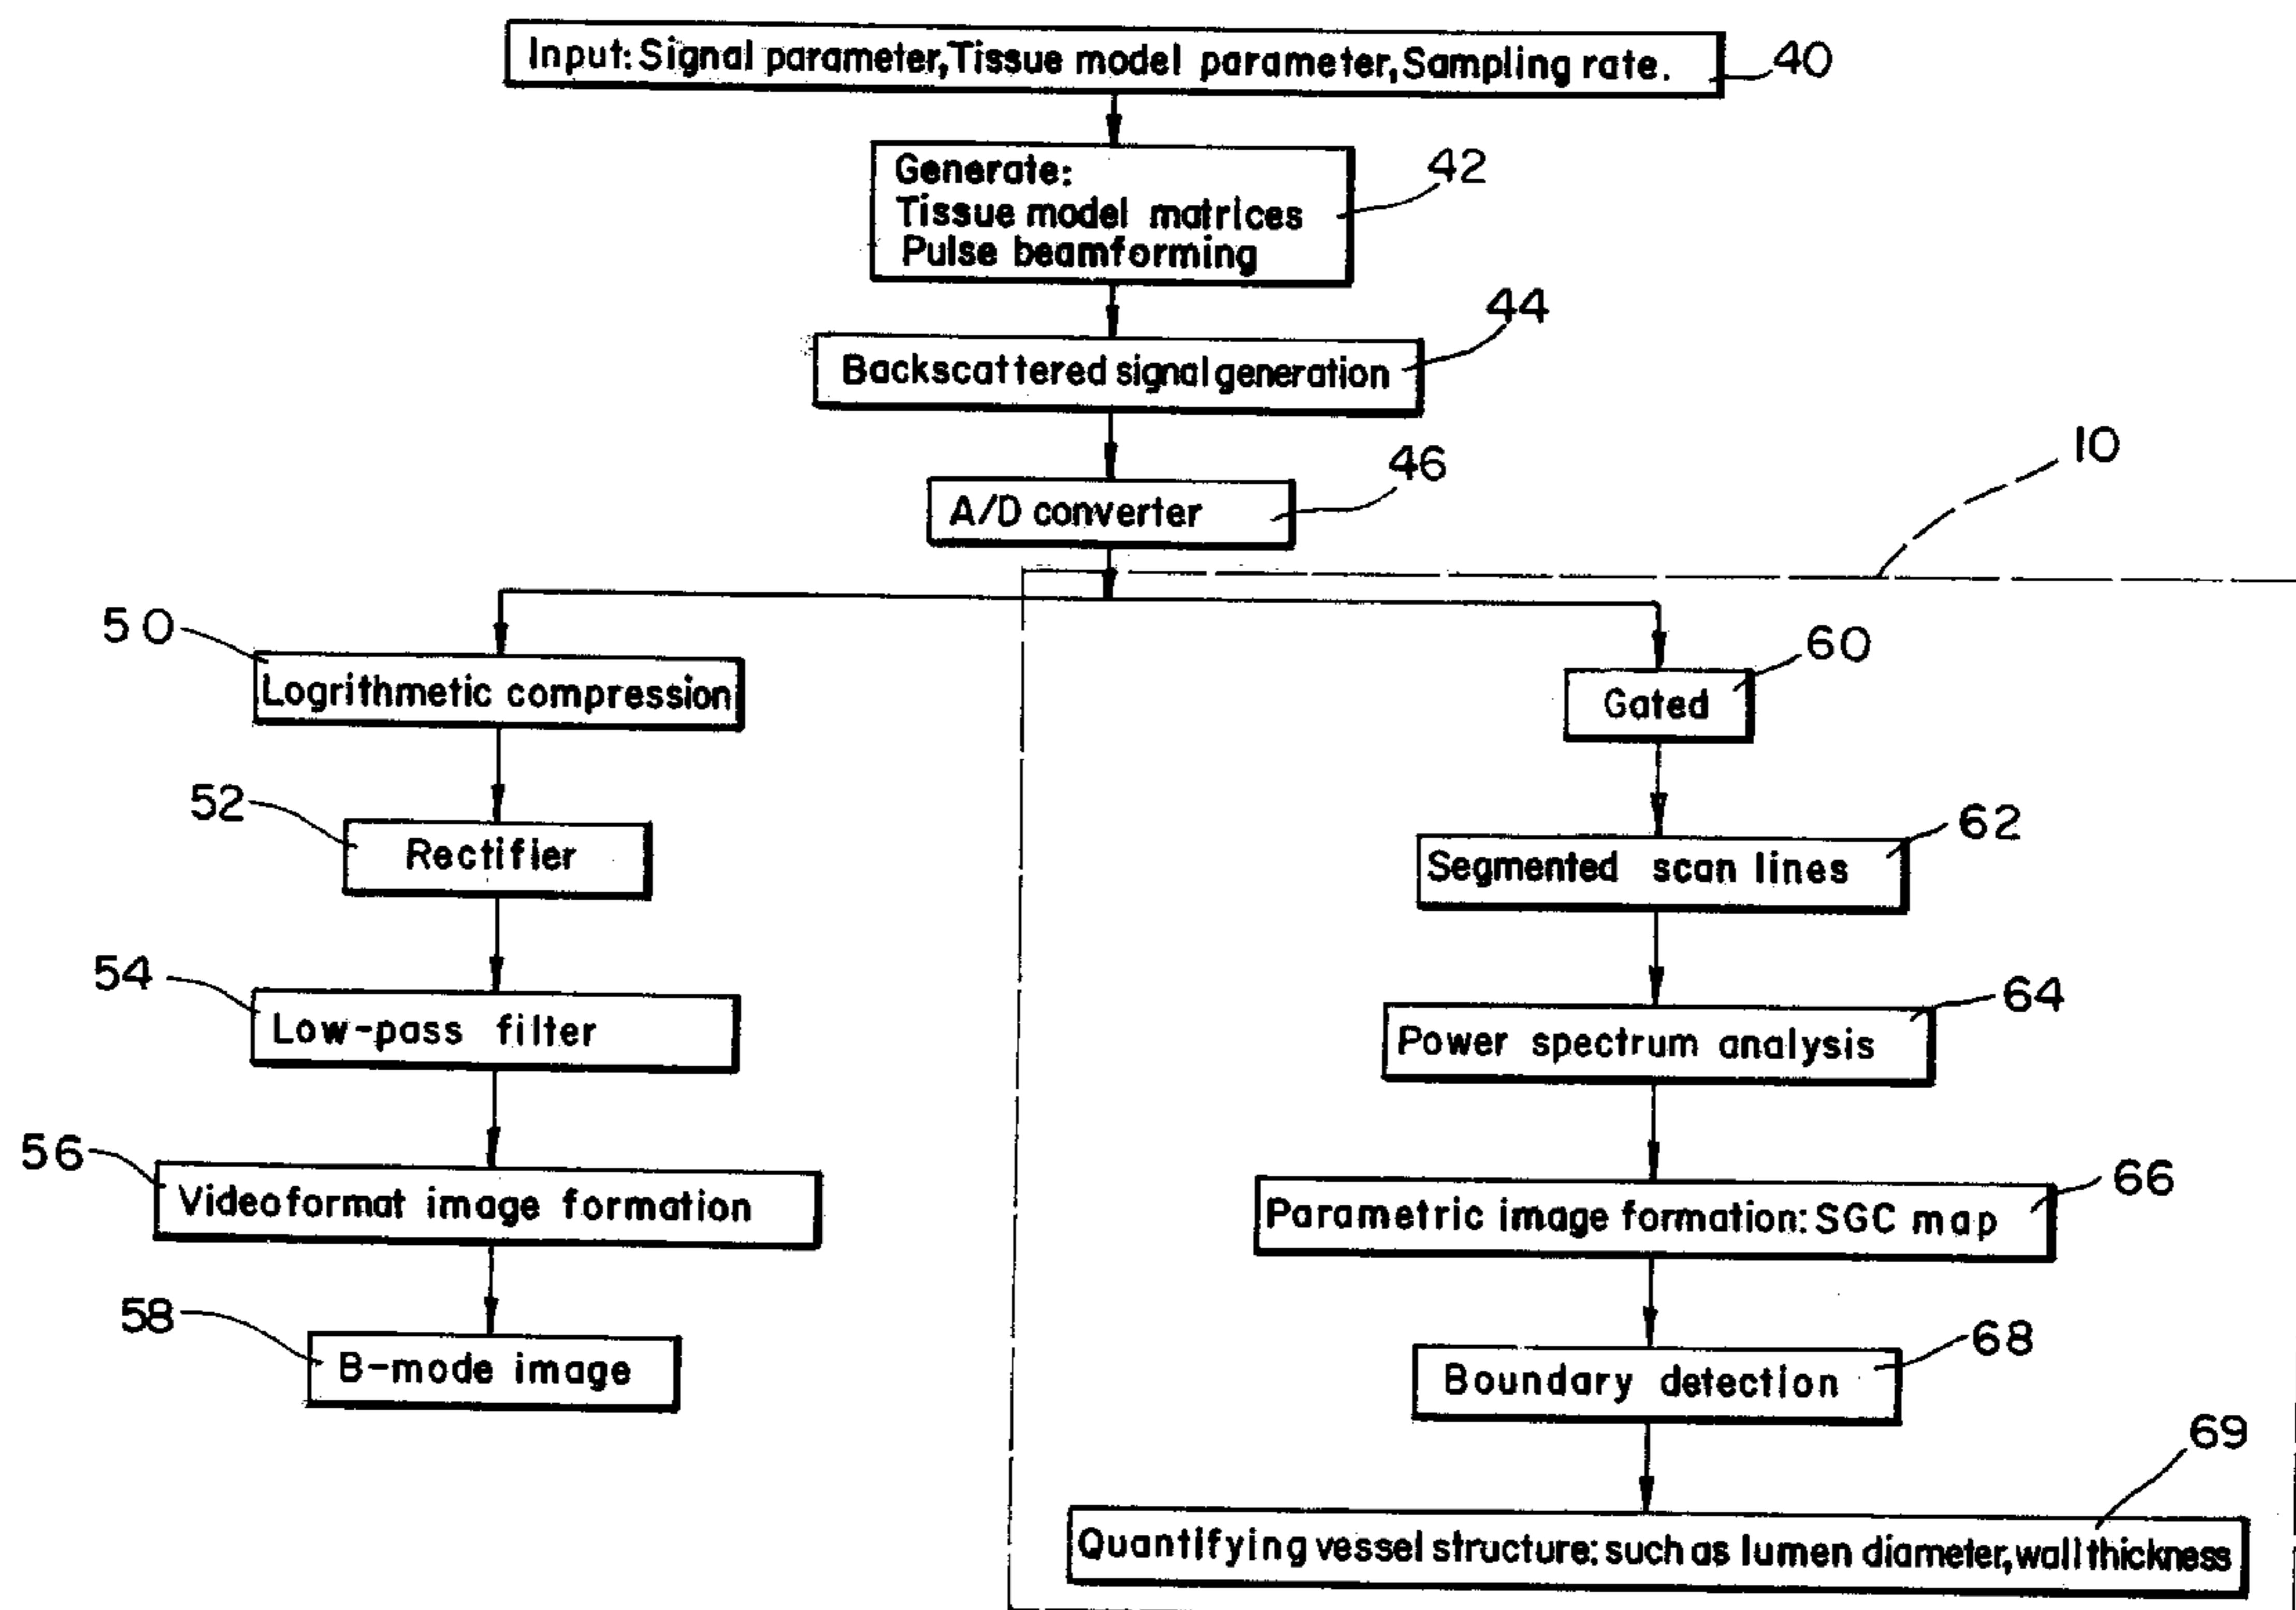 Input: Signal parameter, Tissue model parameter, Sampling rate.
40
Generate:
Tissue model matrices
Pulse beamforming
42
44
Backscattered signal generation
46
A/D converter
10
50
Logrithmetic compression
52
Rectifier
54
Low-pass filter
56
Videoformat image formation
58
B-mode image
60
Gated
62
Segmented scan lines
64
Power spectrum analysis
66
Parametric image formation: SGC map
68
Boundary detection
69
Quantifying vessel structure: such as lumen diameter, wall thickness